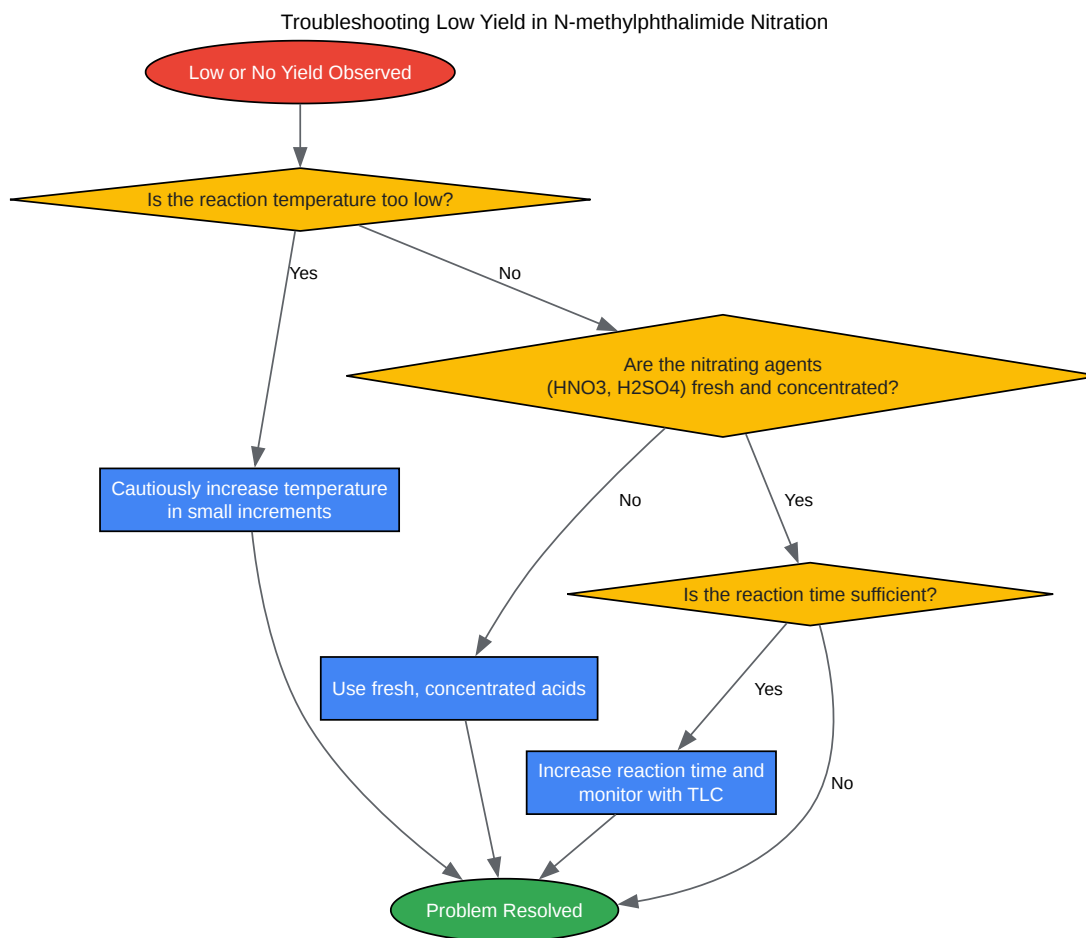 Troubleshooting Low Yield in N-methylphthalimide Nitration
Low or No Yield Observed
Is the reaction temperature too low?
Yes
No
Are the nitrating agents
(HNO3, H2SO4) fresh and concentrated?
Cautiously increase temperature
in small increments
No
Yes
Is the reaction time sufficient?
Use fresh, concentrated acids
Yes
Increase reaction time and
monitor with TLC
No
Problem Resolved